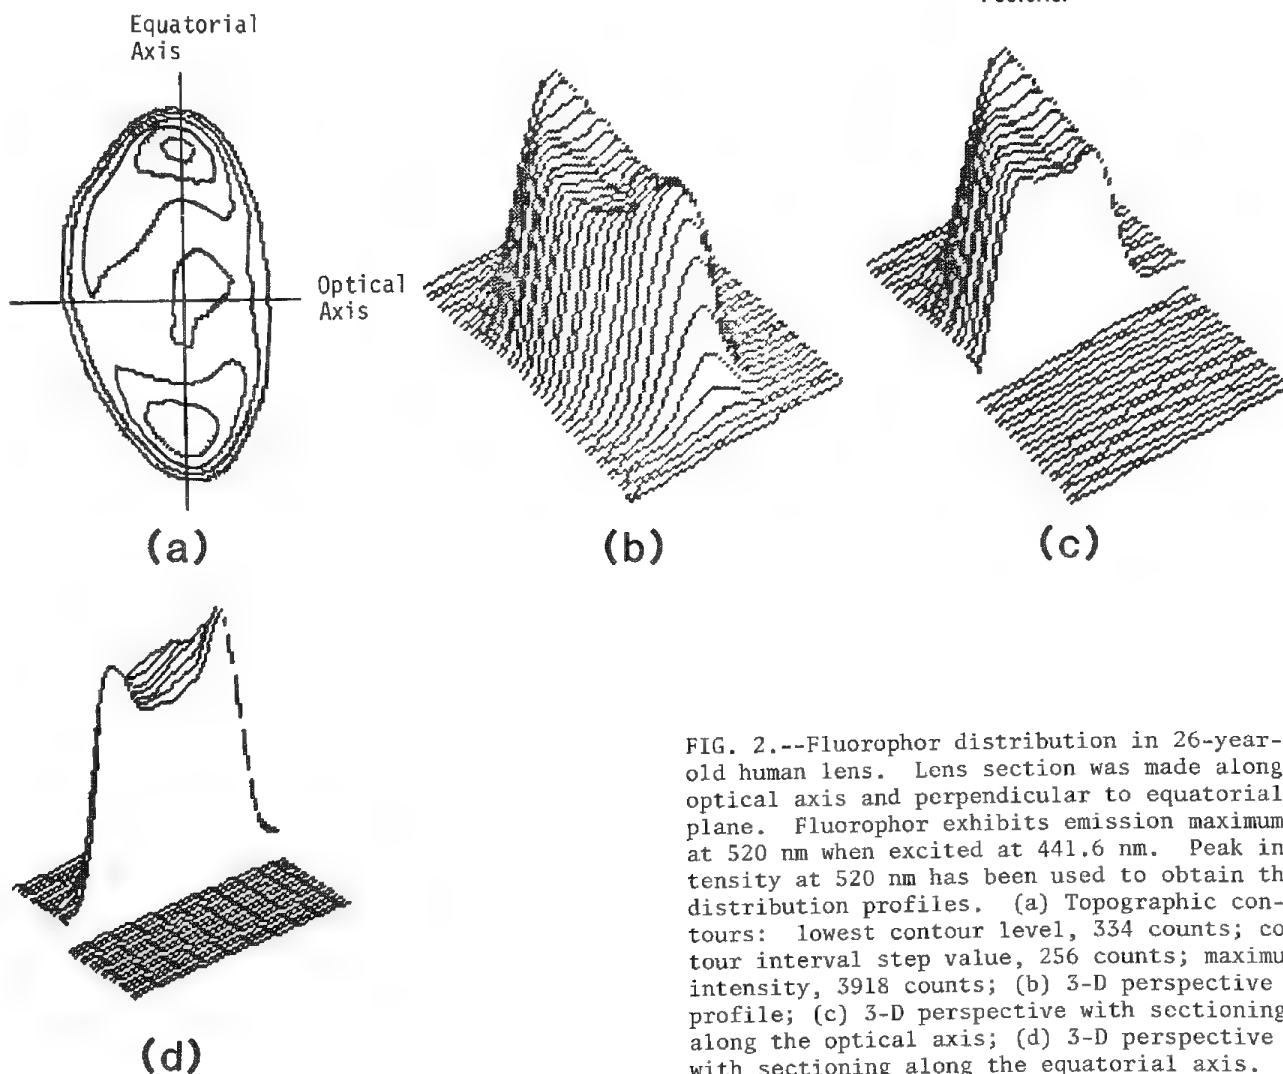 Equatorial
Axis
Optical
Axis
(a)
(b)
(c)
(d)
FIG. 2.--Fluorophor distribution in 26-year-
old human lens. Lens section was made along
optical axis and perpendicular to equatorial
plane. Fluorophor exhibits emission maximum
at 520 nm when excited at 441.6 nm. Peak in
tensity at 520 nm has been used to obtain th
distribution profiles. (a) Topographic con-
tours: lowest contour level, 334 counts; co
tour interval step value, 256 counts; maximu
intensity, 3918 counts; (b) 3-D perspective
profile; (c) 3-D perspective with sectioning
along the optical axis; (d) 3-D perspective
with sectioning along the equatorial axis.